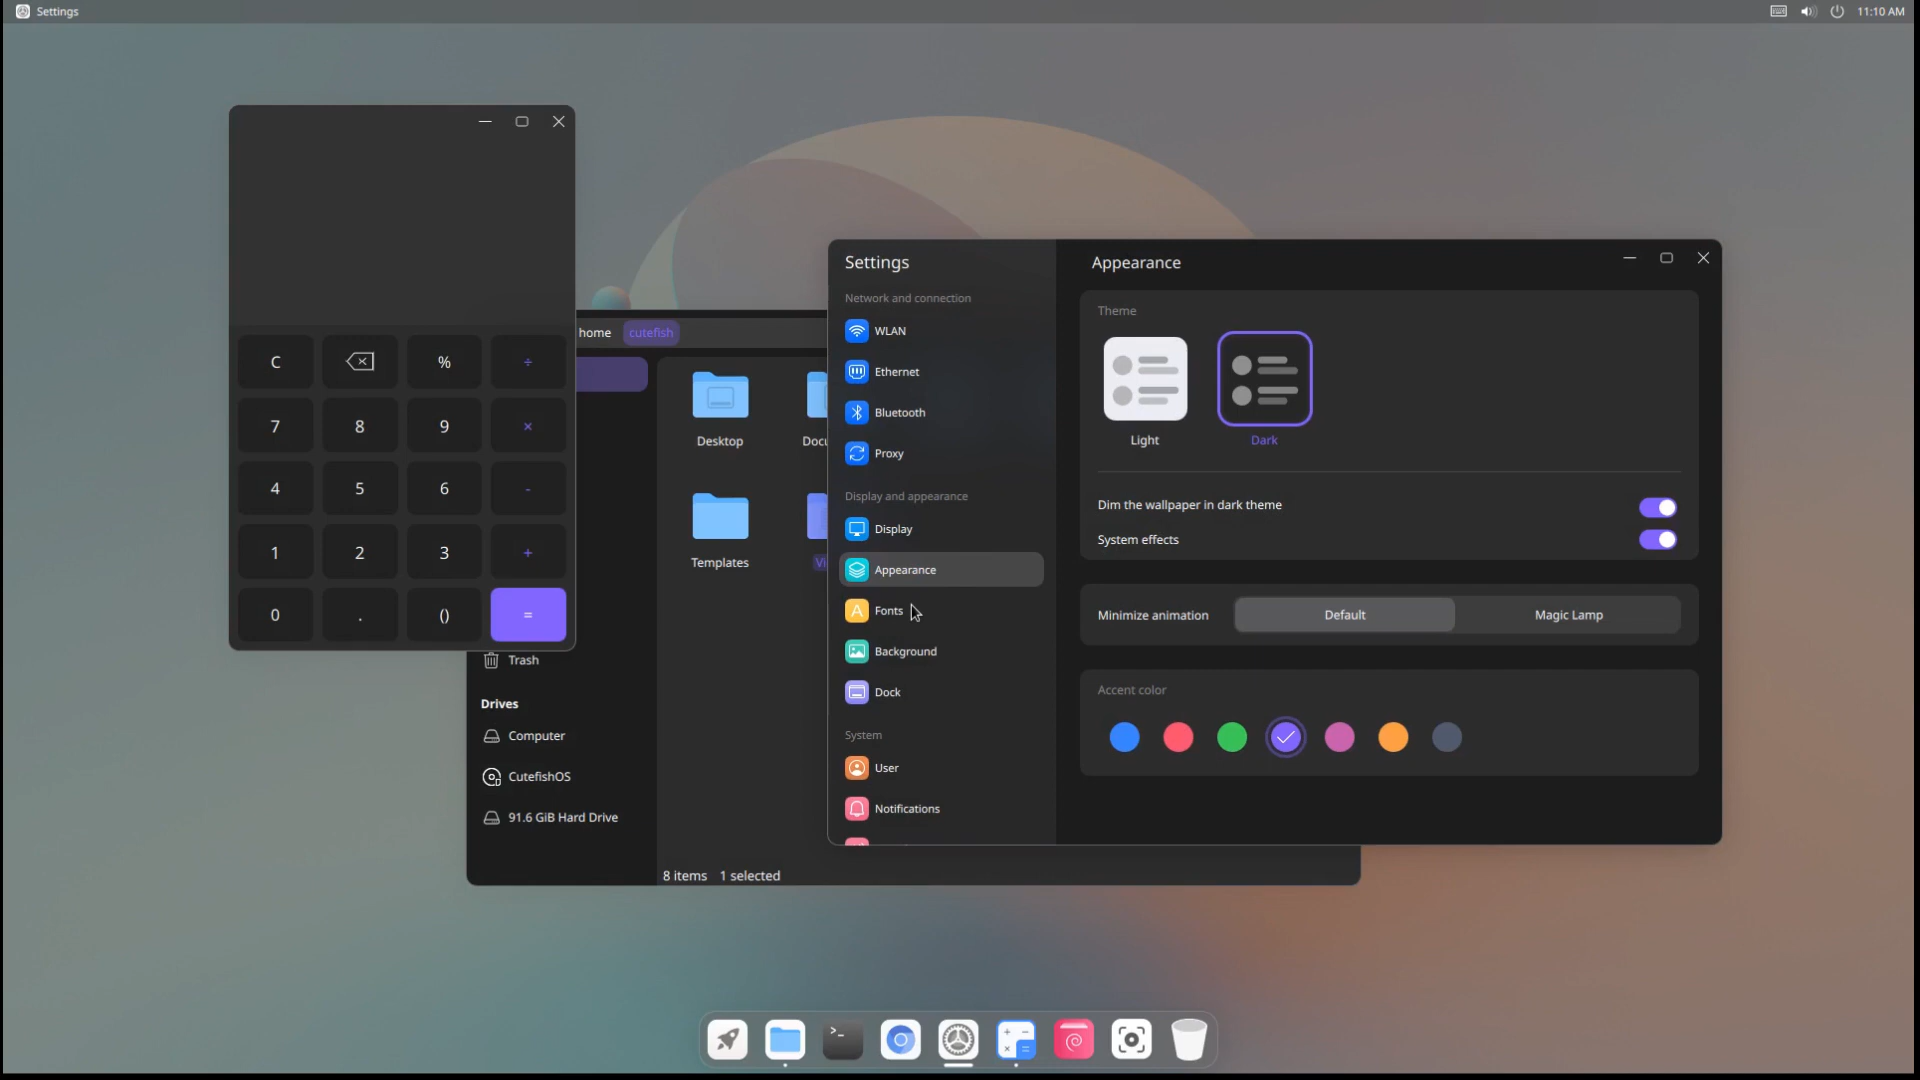 Settings
11:10 AM
C
%
÷
7
8
9
×
4
5
6
-
1
2
3
+
0
.
()
=
home
cutefish
Desktop
Docu
Templates
Vi
Trash
Drives
Computer
CutefishOS
91.6 GiB Hard Drive
8 items
1 selected
Settings
Network and connection
WLAN
Ethernet
Bluetooth
Proxy
Display and appearance
Display
Appearance
Fonts
Background
Dock
System
User
Notifications
Appearance
Theme
Light
Dark
Dim the wallpaper in dark theme
System effects
Minimize animation
Default
Magic Lamp
Accent color